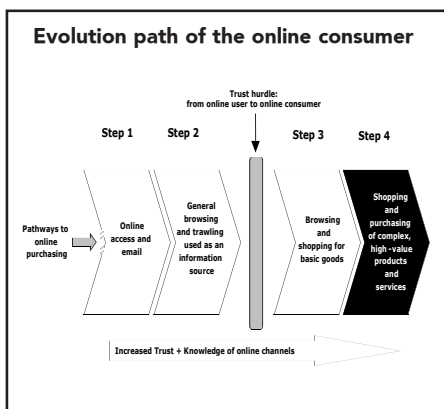 Evolution path of the online consumer
Trust hurdle:
from online user to online consumer
Step 1
Step 2
Step 3
Step 4
Pathways to
online
purchasing
Online
access and
email
General
browsing
and trawling
used as an
information
source
Browsing
and
shopping for
basic goods
Shopping
and
purchasing
of complex,
high -value
products
and
services
Increased Trust + Knowledge of online channels